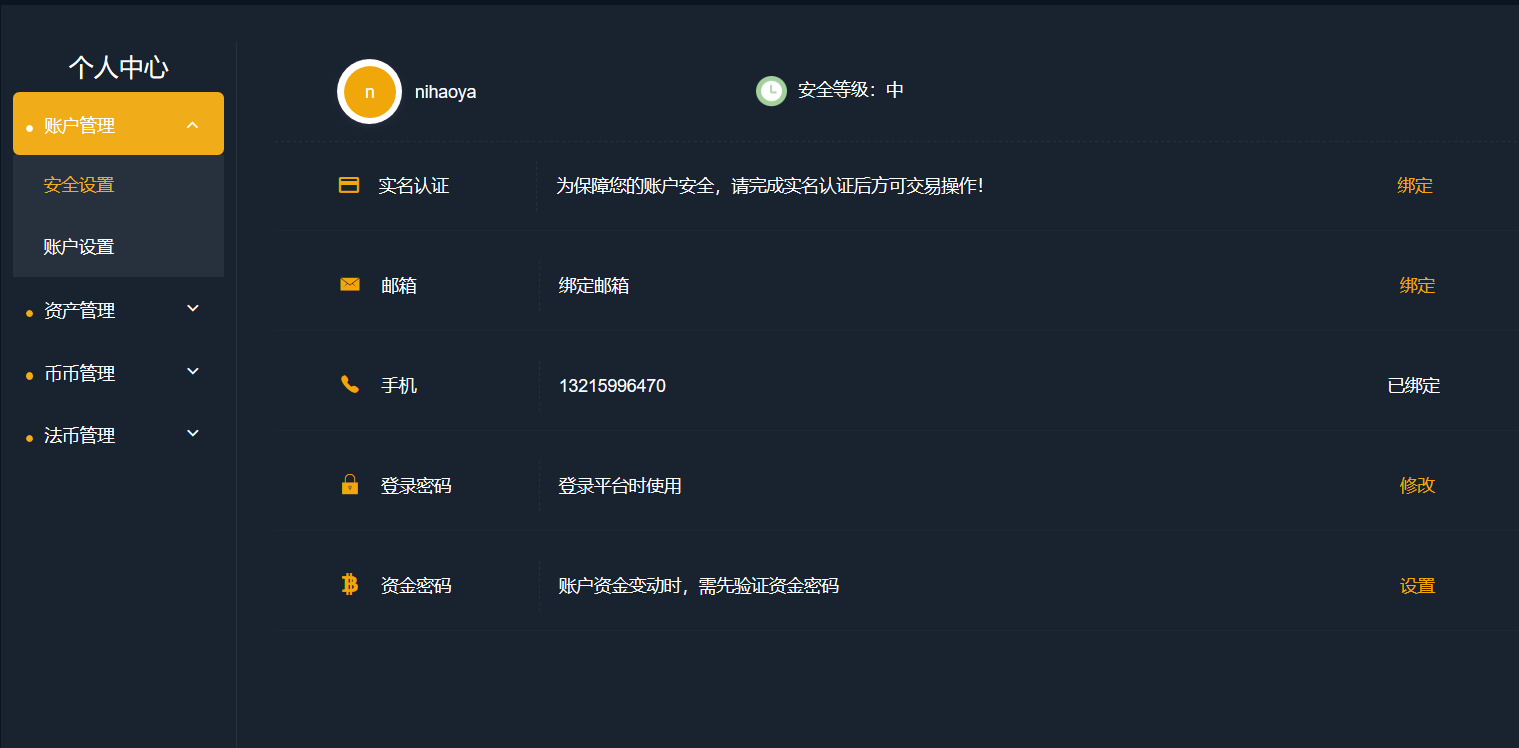 个人中心
账户管理
安全设置
账户设置
资产管理
币币管理
法币管理
n nihaoya 安全等级：中
实名认证 为保障您的账户安全，请完成实名认证后方可交易操作！ 绑定
邮箱 绑定邮箱 绑定
手机 13215996470 已绑定
登录密码 登录平台时使用 修改
资金密码 账户资金变动时，需先验证资金密码 设置